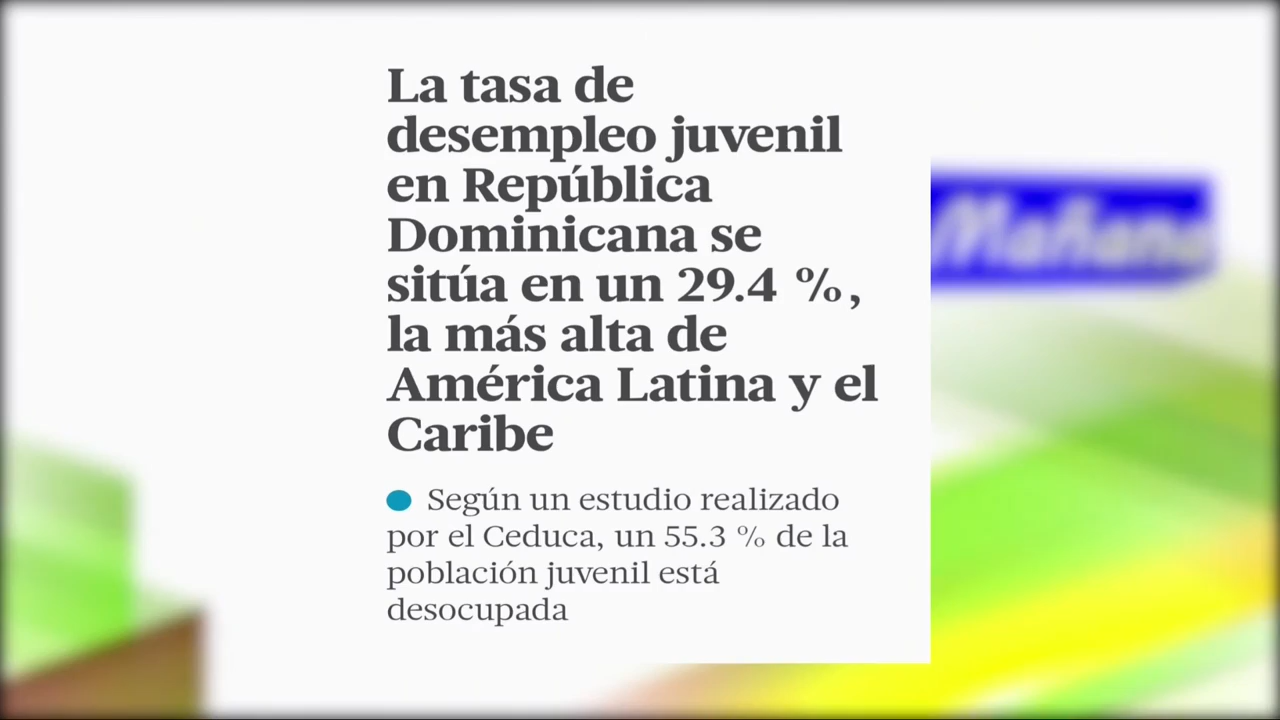 La tasa de
desempleo juvenil
en República
Dominicana se
sitúa en un 29.4 %,
la más alta de
América Latina y el
Caribe
Según un estudio realizado
por el Ceduca, un 55.3 % de la
población juvenil está
desocupada
Mañana